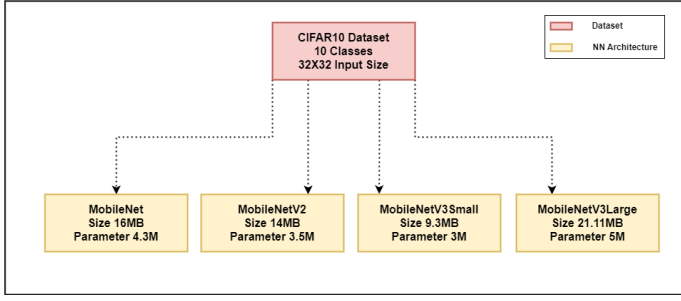 CIFAR10 Dataset
10 Classes
32X32 Input Size
Dataset
NN Architecture
MobileNet
Size 16MB
Parameter 4.3M
MobileNetV2
Size 14MB
Parameter 3.5M
MobileNetV3Small
Size 9.3MB
Parameter 3M
MobileNetV3Large
Size 21.11MB
Parameter 5M